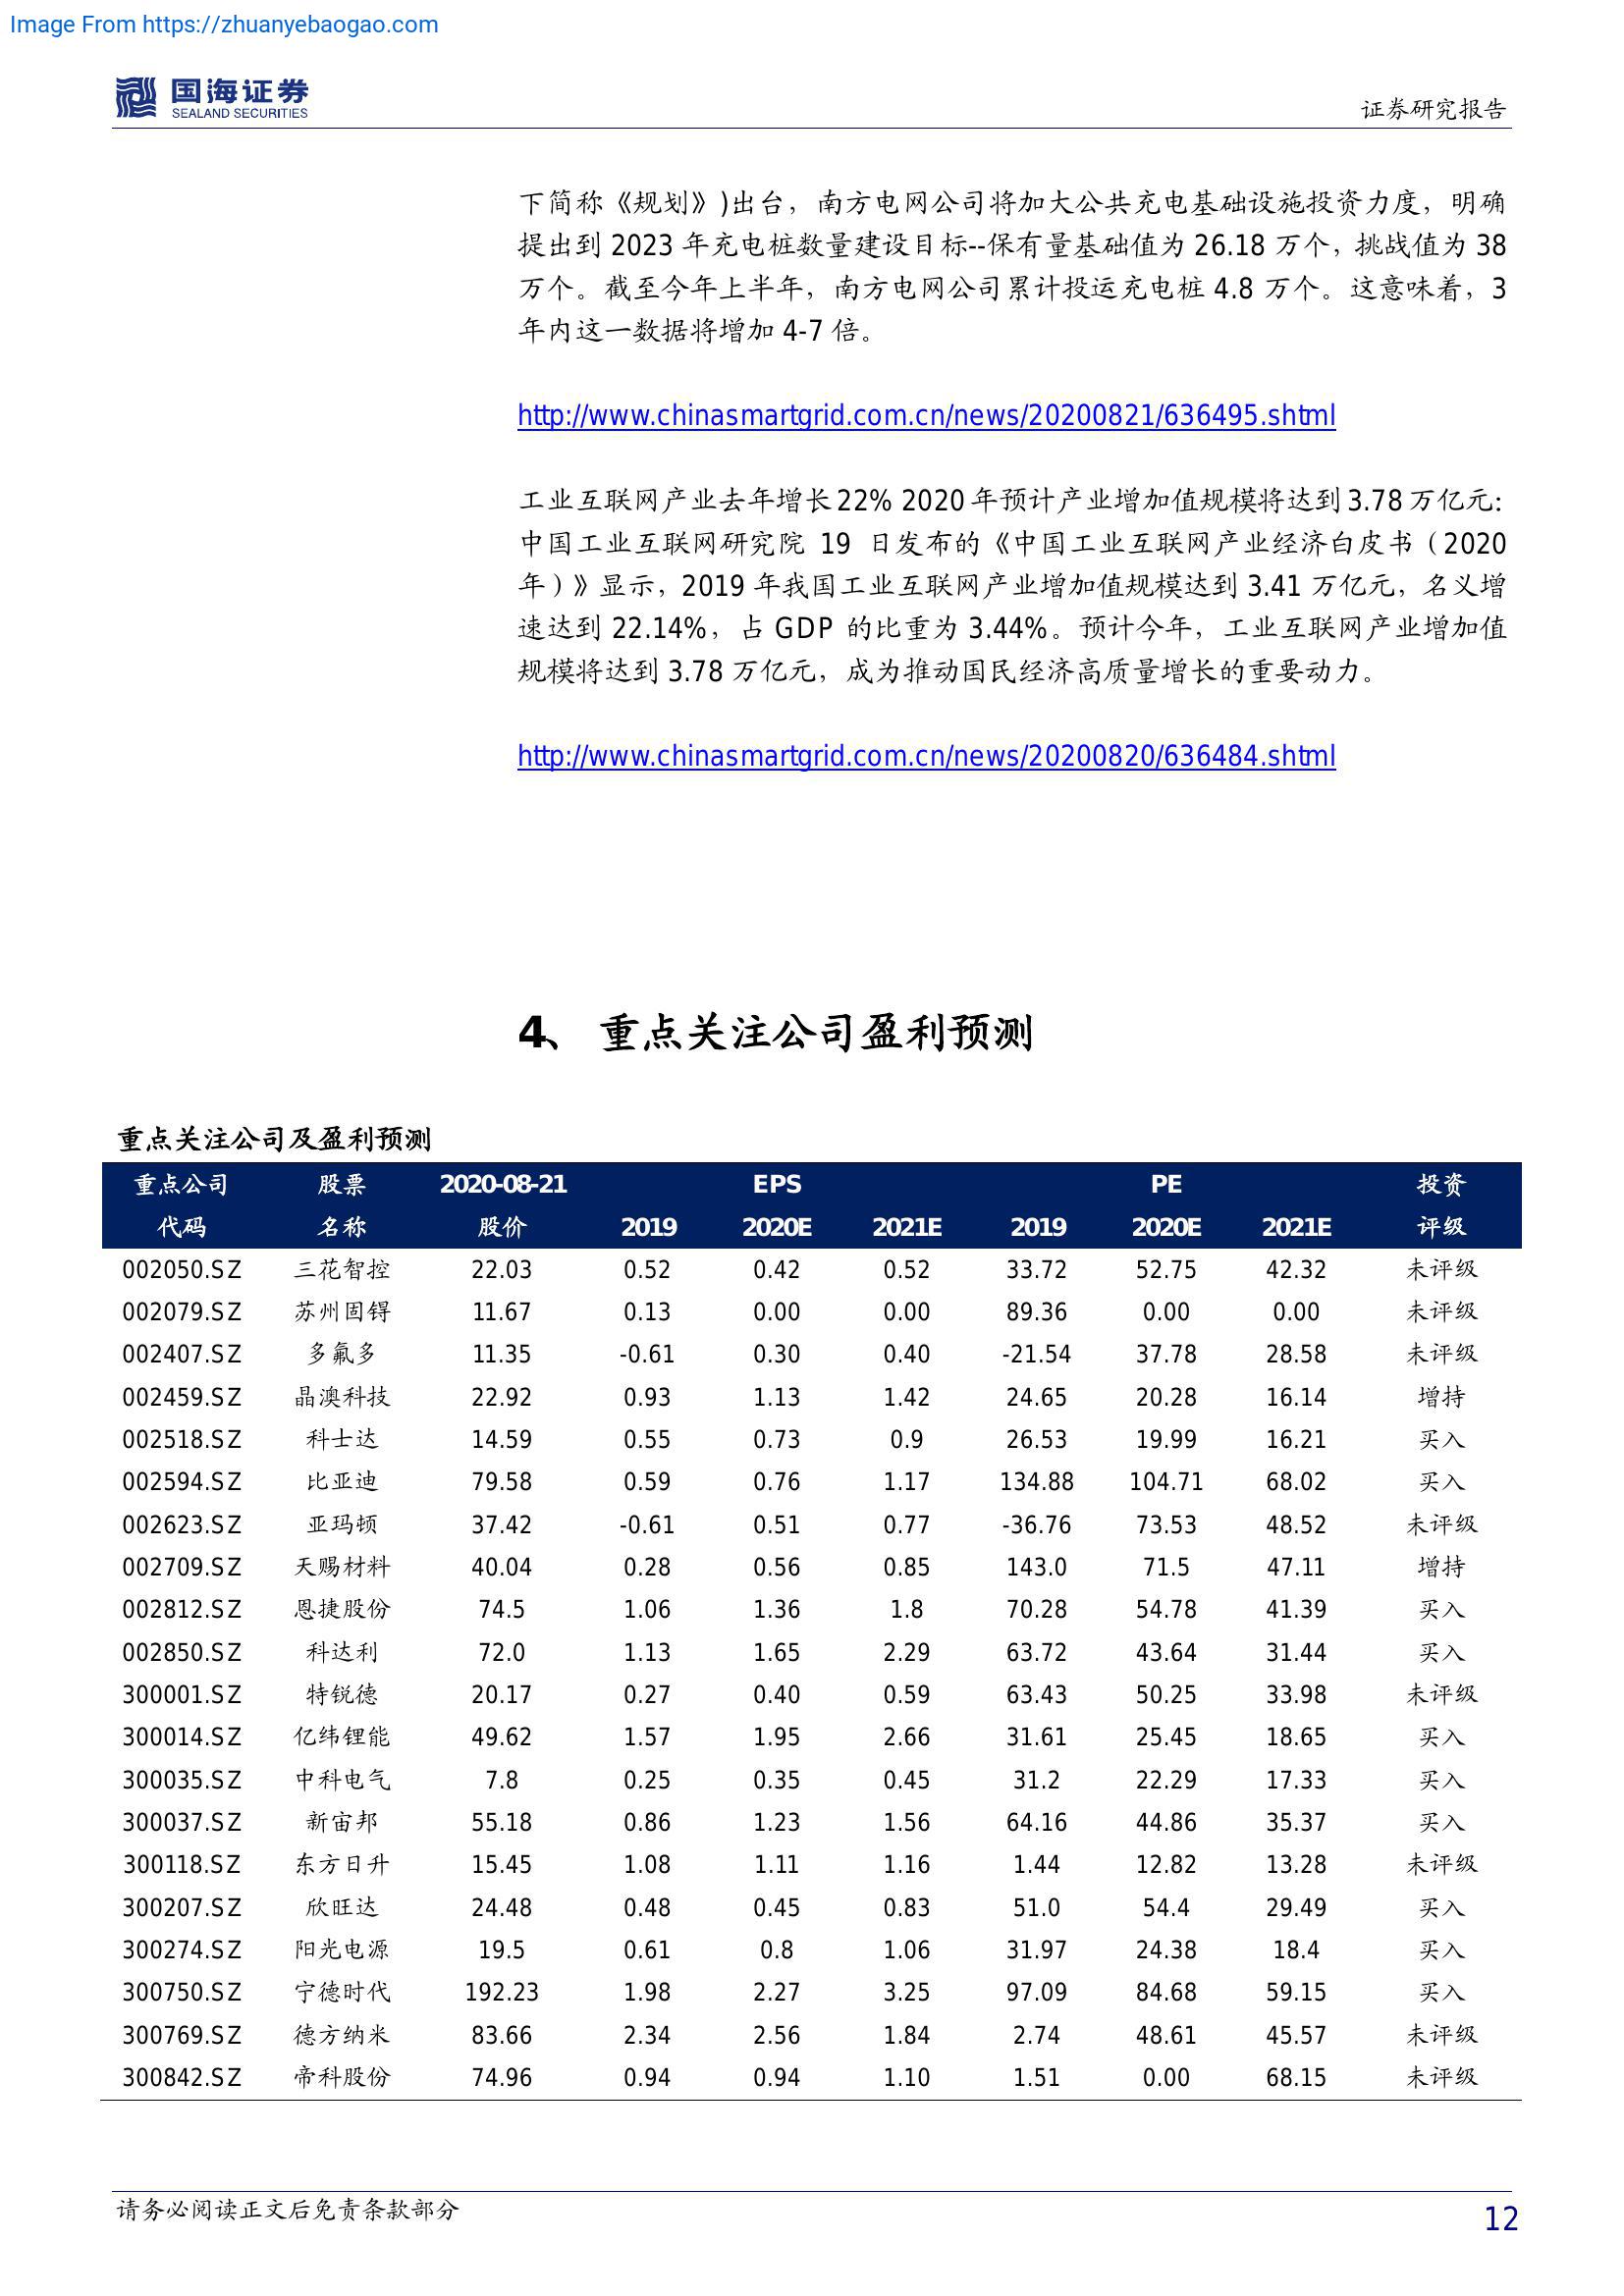 Image From https://zhuanyebaogao.com
国海证券
SEALAND SECURITIES
证券研究报告
下简称《规划》)出台，南方电网公司将加大公共充电基础设施投资力度，明确
提出到 2023 年充电桩数量建设目标--保有量基础值为 26.18 万个，挑战值为 38
万个。截至今年上半年，南方电网公司累计投运充电桩 4.8 万个。这意味着，3
年内这一数据将增加 4-7 倍。
http://www.chinasmartgrid.com.cn/news/20200821/636495.shtml
工业互联网产业去年增长 22% 2020 年预计产业增加值规模将达到 3.78 万亿元：
中国工业互联网研究院 19 日发布的《中国工业互联网产业经济白皮书（2020
年）》显示，2019 年我国工业互联网产业增加值规模达到 3.41 万亿元，名义增
速达到 22.14%，占 GDP 的比重为 3.44%。预计今年，工业互联网产业增加值
规模将达到 3.78 万亿元，成为推动国民经济高质量增长的重要动力。
http://www.chinasmartgrid.com.cn/news/20200820/636484.shtml
4、 重点关注公司盈利预测
重点关注公司及盈利预测
重点公司 股票 2020-08-21 EPS PE 投资
代码 名称 股价 2019 2020E 2021E 2019 2020E 2021E 评级
002050.SZ 三花智控 22.03 0.52 0.42 0.52 33.72 52.75 42.32 未评级
002079.SZ 苏州固锝 11.67 0.13 0.00 0.00 89.36 0.00 0.00 未评级
002407.SZ 多氟多 11.35 -0.61 0.30 0.40 -21.54 37.78 28.58 未评级
002459.SZ 晶澳科技 22.92 0.93 1.13 1.42 24.65 20.28 16.14 增持
002518.SZ 科士达 14.59 0.55 0.73 0.9 26.53 19.99 16.21 买入
002594.SZ 比亚迪 79.58 0.59 0.76 1.17 134.88 104.71 68.02 买入
002623.SZ 亚玛顿 37.42 -0.61 0.51 0.77 -36.76 73.53 48.52 未评级
002709.SZ 天赐材料 40.04 0.28 0.56 0.85 143.0 71.5 47.11 增持
002812.SZ 恩捷股份 74.5 1.06 1.36 1.8 70.28 54.78 41.39 买入
002850.SZ 科达利 72.0 1.13 1.65 2.29 63.72 43.64 31.44 买入
300001.SZ 特锐德 20.17 0.27 0.40 0.59 63.43 50.25 33.98 未评级
300014.SZ 亿纬锂能 49.62 1.57 1.95 2.66 31.61 25.45 18.65 买入
300035.SZ 中科电气 7.8 0.25 0.35 0.45 31.2 22.29 17.33 买入
300037.SZ 新宙邦 55.18 0.86 1.23 1.56 64.16 44.86 35.37 买入
300118.SZ 东方日升 15.45 1.08 1.11 1.16 1.44 12.82 13.28 未评级
300207.SZ 欣旺达 24.48 0.48 0.45 0.83 51.0 54.4 29.49 买入
300274.SZ 阳光电源 19.5 0.61 0.8 1.06 31.97 24.38 18.4 买入
300750.SZ 宁德时代 192.23 1.98 2.27 3.25 97.09 84.68 59.15 买入
300769.SZ 德方纳米 83.66 2.34 2.56 1.84 2.74 48.61 45.57 未评级
300842.SZ 帝科股份 74.96 0.94 0.94 1.10 1.51 0.00 68.15 未评级
请务必阅读正文后免责条款部分
12